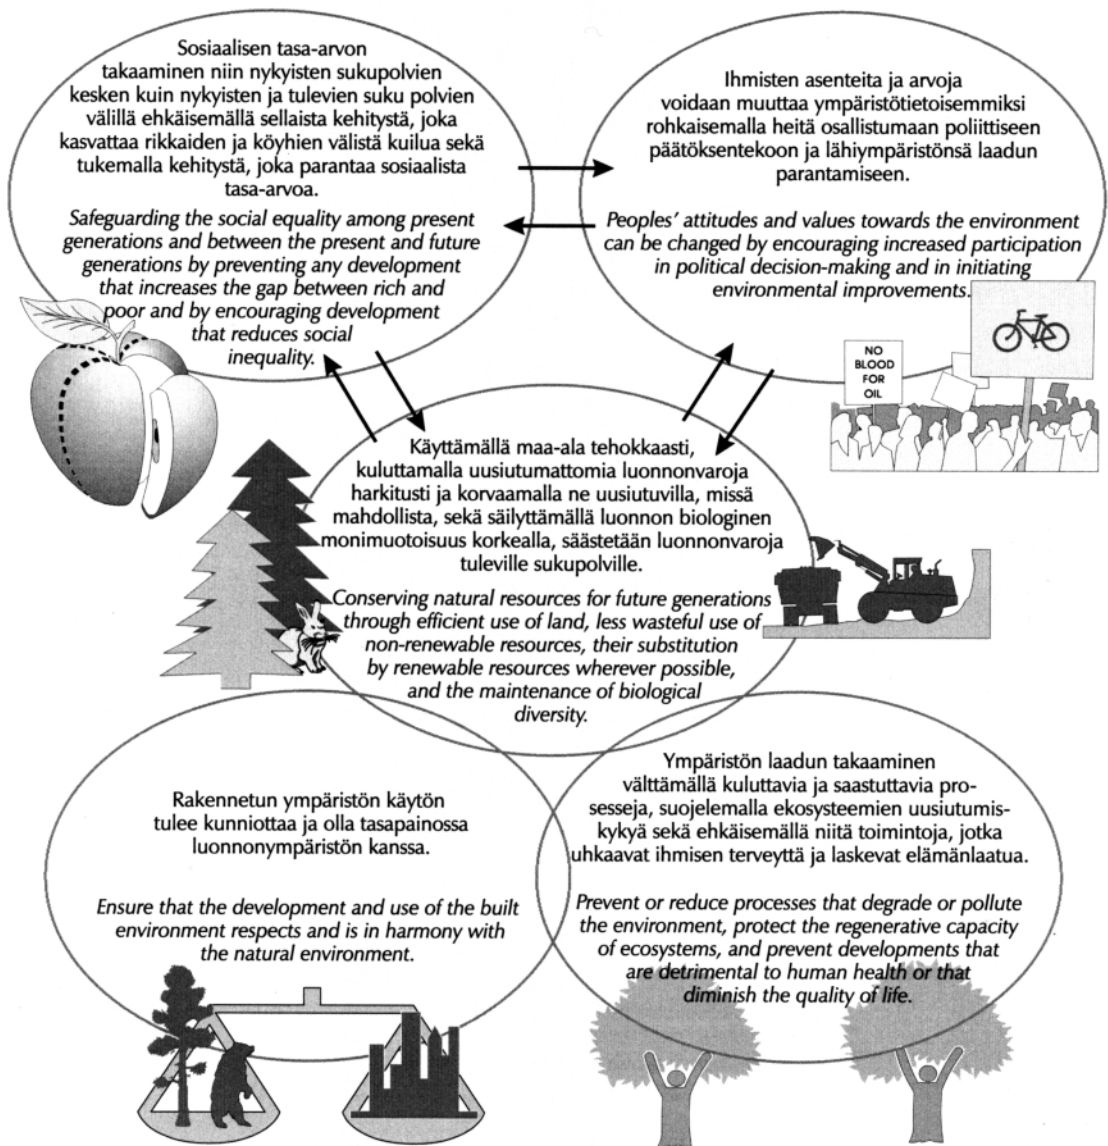 Sosiaalisen tasa-arvon
takaaminen niin nykyisten sukupolvien
kesken kuin nykyisten ja tulevien suku polvien
välillä ehkäisemällä sellaista kehitystä, joka
kasvattaa rikkaiden ja köyhien välistä kuilua sekä
tukemalla kehitystä, joka parantaa sosiaalista
tasa-arvoa.
Safeguarding the social equality among present
generations and between the present and future
generations by preventing any development
that increases the gap between rich and
poor and by encouraging development
that reduces social
inequality.
Ihmisten asenteita ja arvoja
voidaan muuttaa ympäristötietoisemmiksi
rohkaisemalla heitä osallistumaan poliittiseen
päätöksentekoon ja lähiympäristönsä laadun
parantamiseen.
Peoples' attitudes and values towards the environment
can be changed by encouraging increased participation
in political decision-making and in initiating
environmental improvements.
NO
BLOOD
FOR
OIL
Käyttämällä maa-ala tehokkaasti,
kuluttamalla uusiutumattomia luonnonvaroja
harkitusti ja korvaamalla ne uusiutuvilla, missä
mahdollista, sekä säilyttämällä luonnon biologinen
monimuotoisuus korkealla, säästetään luonnonvaroja
tuleville sukupolville.
Conserving natural resources for future generations
through efficient use of land, less wasteful use of
non-renewable resources, their substitution
by renewable resources wherever possible,
and the maintenance of biological
diversity.
Rakennetun ympäristön käytön
tulee kunniottaa ja olla tasapainossa
luonnonympäristön kanssa.
Ensure that the development and use of the built
environment respects and is in harmony with
the natural environment.
Ympäristön laadun takaaminen
välttämällä kuluttavia ja saastuttavia pro-
sesseja, suojelemalla ekosysteemien uusiutumis-
kykyä sekä ehkäisemällä niitä toimintoja, jotka
uhkaavat ihmisen terveyttä ja laskevat elämänlaatua.
Prevent or reduce processes that degrade or pollute
the environment, protect the regenerative capacity
of ecosystems, and prevent developments that
are detrimental to human health or that
diminish the quality of life.